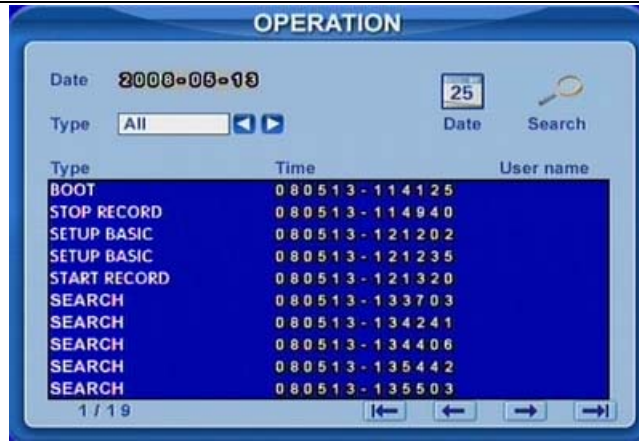 OPERATION
Date 2008-05-13
25
Type All Date Search
Type Time User name
BOOT 080513-114125
STOP RECORD 080513-114940
SETUP BASIC 080513-121202
SETUP BASIC 080513-121235
START RECORD 080513-121320
SEARCH 080513-133703
SEARCH 080513-134241
SEARCH 080513-134406
SEARCH 080513-135442
SEARCH 080513-135503
1/19